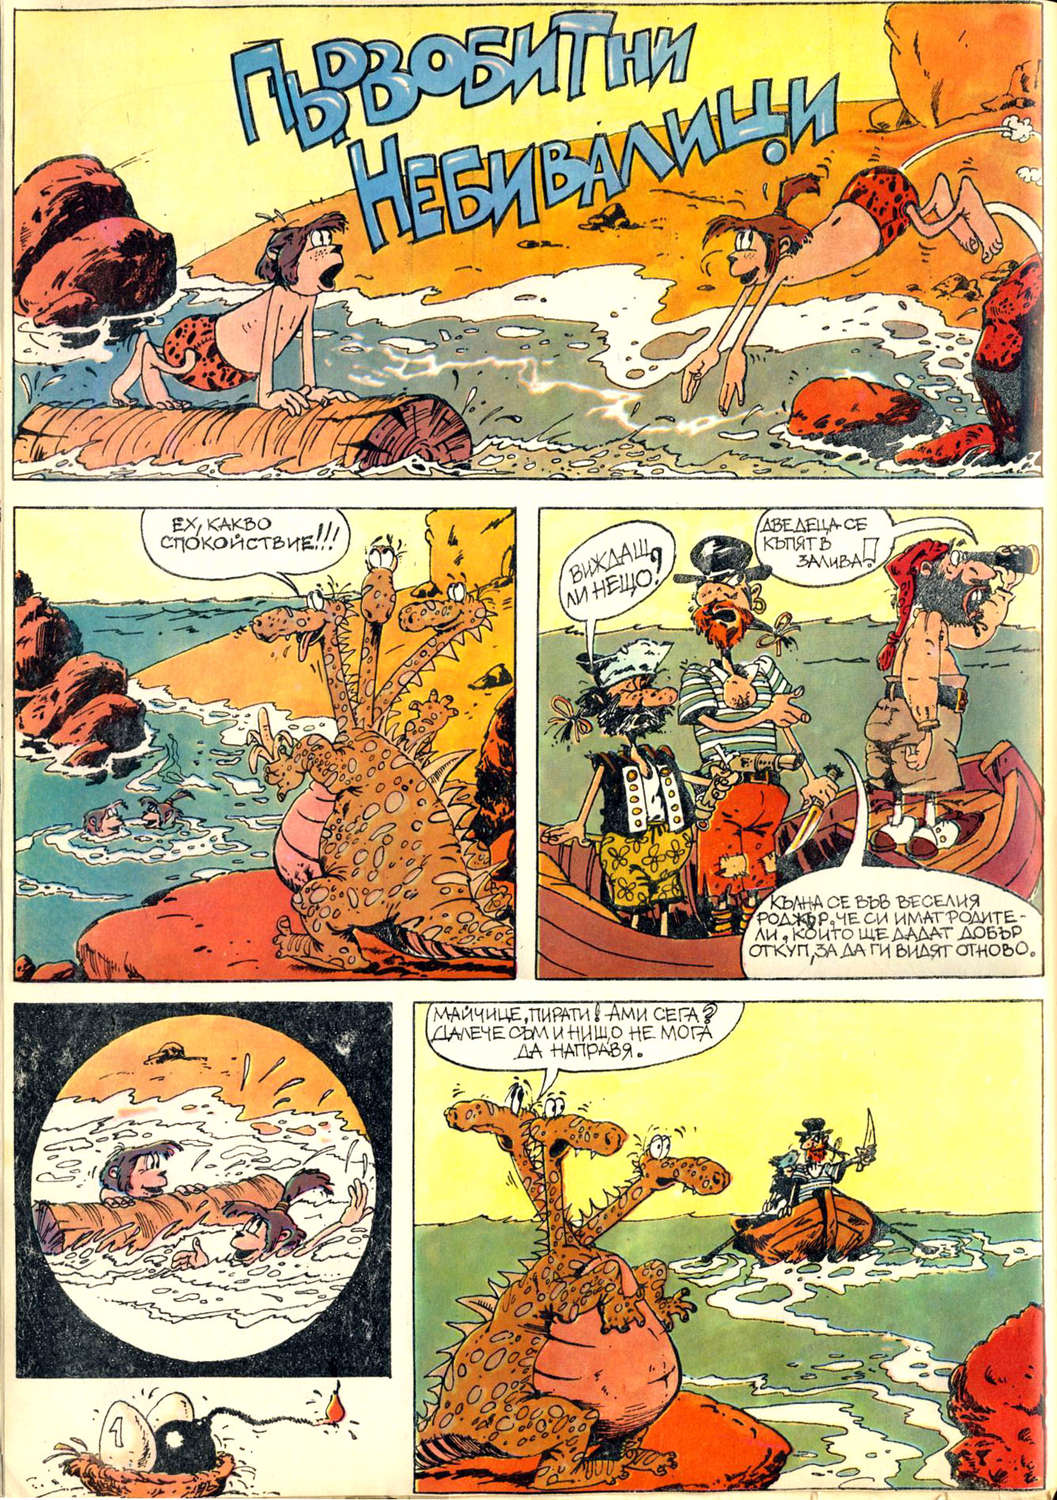 ПЪРВОБИТНИ
НЕБИВАЛИЦИ
ЕХ, КАКВО
СПОКОЙСТВИЕ!!!
ВИЖДАШ
ЛИ НЕЩО?
ДВЕ ДЕЦА СЕ
КЪПЯТ В
ЗАЛИВА!
КЪЛНА СЕ ВЪВ ВЕСЕЛИЯ
РОДЖЪР, ЧЕ СИ ИМАТ РОДИТЕ-
ЛИ, КОИТО ЩЕ ДАДАТ ДОБЪР
ОТКУП, ЗА ДА ГИ ВИДЯТ ОТНОВО.
МАЙЧИЦЕ, ПИРАТИ! АМИ СЕГА?
ДАЛЕЧЕ СЪМ И НИЩО НЕ МОГА
ДА НАПРАВЯ.
1